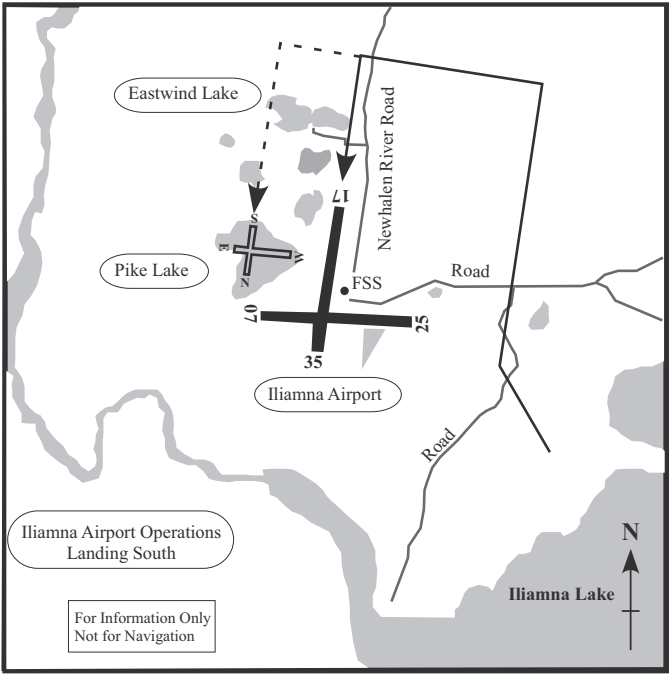 Eastwind Lake
Newhalen River Road
17
S
E
W
N
Pike Lake
FSS
Road
07
25
35
Iliamna Airport
Road
Iliamna Airport Operations
Landing South
N
Iliamna Lake
For Information Only
Not for Navigation